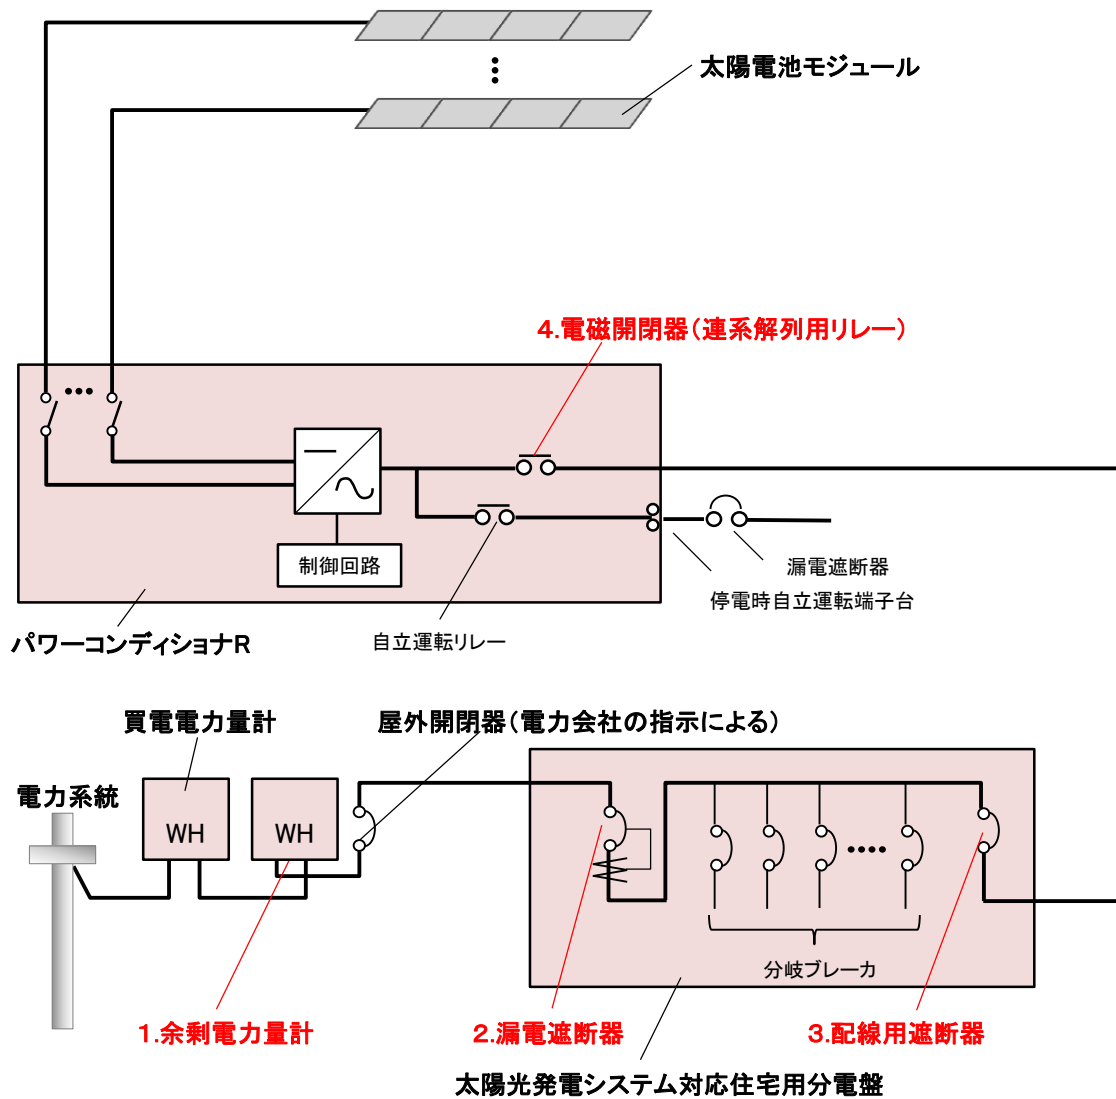 太陽電池モジュール
4.電磁開閉器（連系解列用リレー）
制御回路
漏電遮断器
停電時自立運転端子台
パワーコンディショナR
自立運転リレー
買電電力量計
屋外開閉器（電力会社の指示による）
電力系統
WH
WH
分岐ブレーカ
1.余剰電力量計
2.漏電遮断器
3.配線用遮断器
太陽光発電システム対応住宅用分電盤